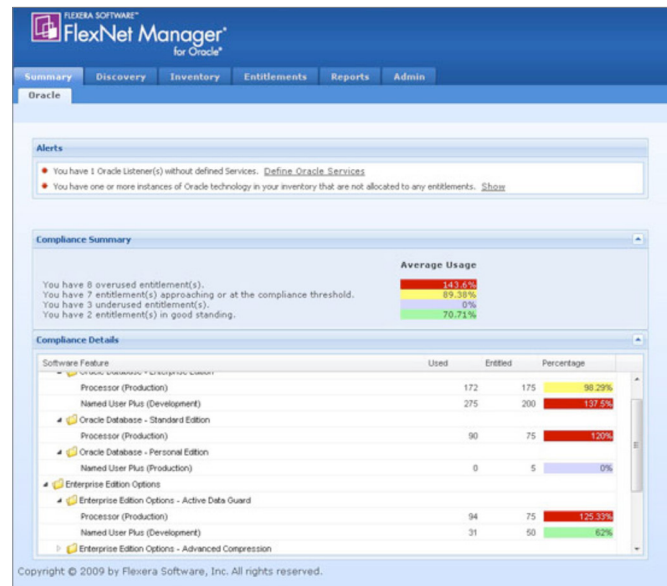 FLEXERA SOFTWARE™
FlexNet Manager®
for Oracle®
Summary Discovery Inventory Entitlements Reports Admin
Oracle
Alerts
You have 1 Oracle Listener(s) without defined Services. Define Oracle Services
You have one or more instances of Oracle technology in your inventory that are not allocated to any entitlements. Show
Compliance Summary
Average Usage
You have 8 overused entitlement(s). 143.6%
You have 7 entitlement(s) approaching or at the compliance threshold. 89.38%
You have 3 underused entitlement(s). 0%
You have 2 entitlement(s) in good standing. 70.71%
Compliance Details
Software Feature Used Entitled Percentage
Oracle Database - Enterprise Edition
Processor (Production) 172 175 98.29%
Named User Plus (Development) 275 200 137.5%
Oracle Database - Standard Edition
Processor (Production) 90 75 120%
Oracle Database - Personal Edition
Named User Plus (Production) 0 5 0%
Enterprise Edition Options
Enterprise Edition Options - Active Data Guard
Processor (Production) 94 75 125.33%
Named User Plus (Development) 31 50 62%
Enterprise Edition Options - Advanced Compression
Copyright © 2009 by Flexera Software, Inc. All rights reserved.